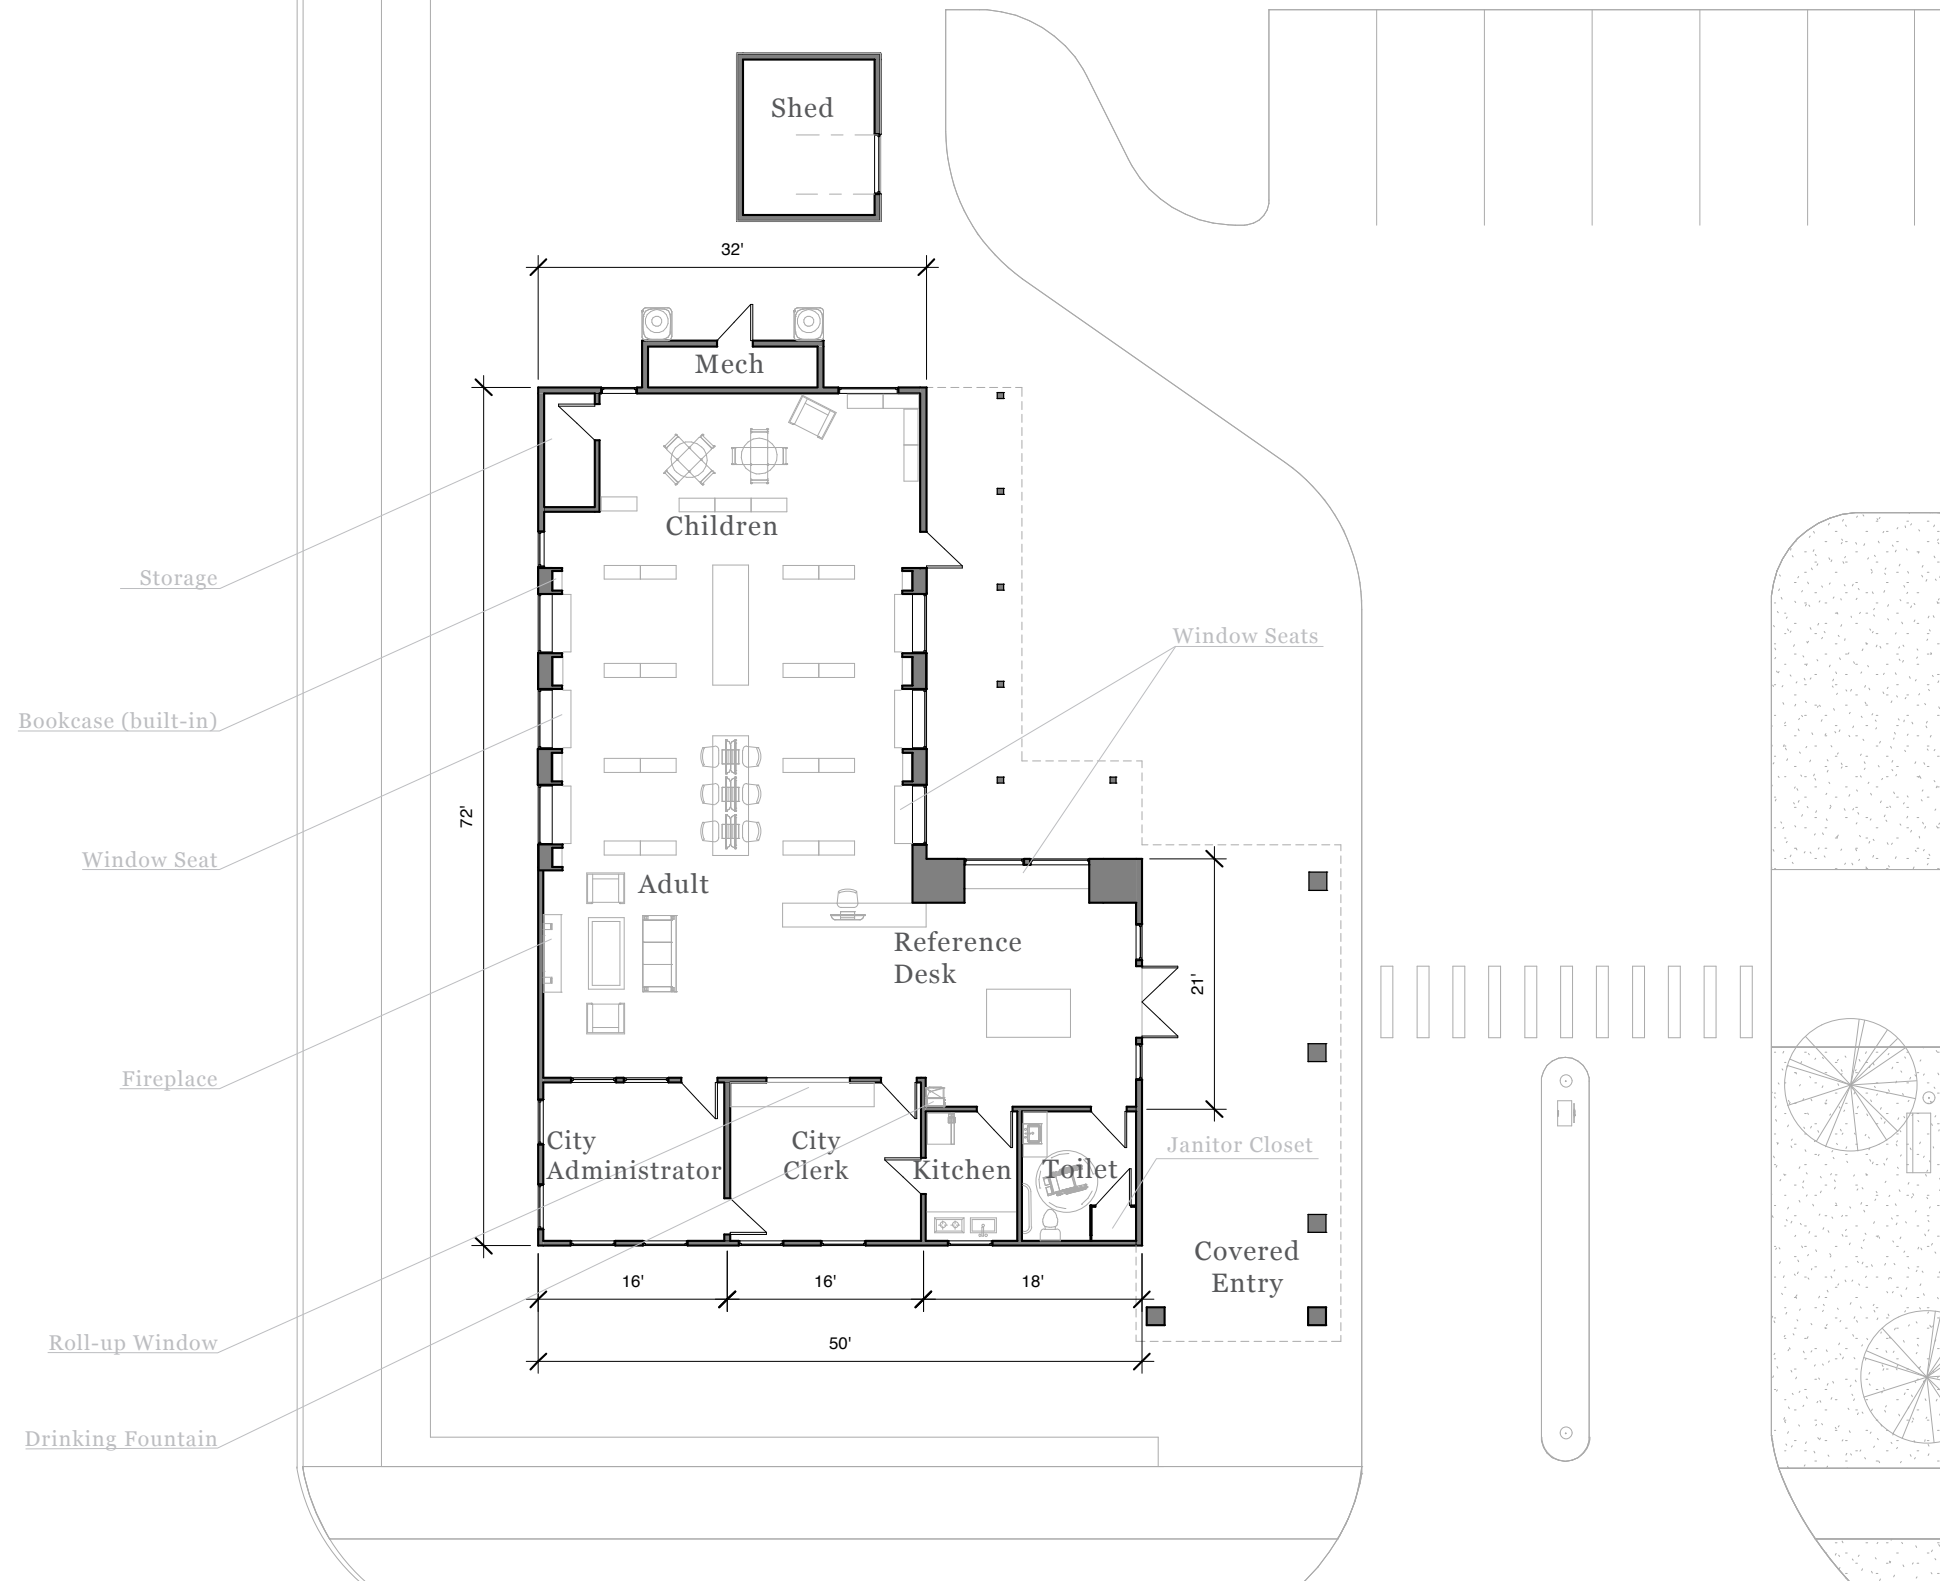 Shed
32'
Mech
Children
Storage
Window Seats
Bookcase (built-in)
72'
Window Seat
Adult
Reference
Desk
21'
Fireplace
City
Administrator
City
Clerk
Kitchen
Toilet
Janitor Closet
Covered
Entry
16'
16'
18'
Roll-up Window
50'
Drinking Fountain